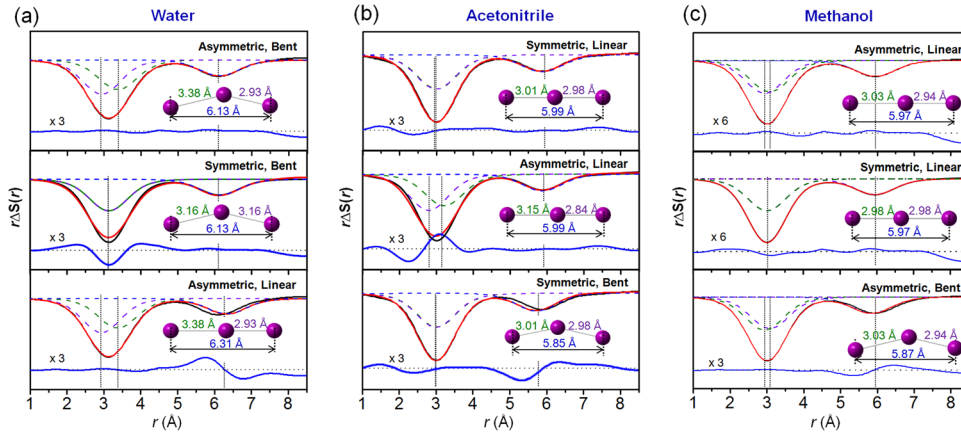 (a)
Water
Asymmetric, Bent
3.38 Å
2.93 Å
6.13 Å
x 3
Symmetric, Bent
3.16 Å
3.16 Å
6.13 Å
x 3
Asymmetric, Linear
3.38 Å
2.93 Å
6.31 Å
x 3
1 2 3 4 5 6 7 8
r (Å)
rΔS(r)
(b)
Acetonitrile
Symmetric, Linear
3.01 Å
2.98 Å
5.99 Å
x 3
Asymmetric, Linear
3.15 Å
2.84 Å
5.99 Å
x 3
Symmetric, Bent
3.01 Å
2.98 Å
5.85 Å
x 3
1 2 3 4 5 6 7 8
r (Å)
rΔS(r)
(c)
Methanol
Asymmetric, Linear
3.03 Å
2.94 Å
5.97 Å
x 6
Symmetric, Linear
2.98 Å
2.98 Å
5.97 Å
x 6
Asymmetric, Bent
3.03 Å
2.94 Å
5.87 Å
x 3
1 2 3 4 5 6 7 8
r (Å)
rΔS(r)